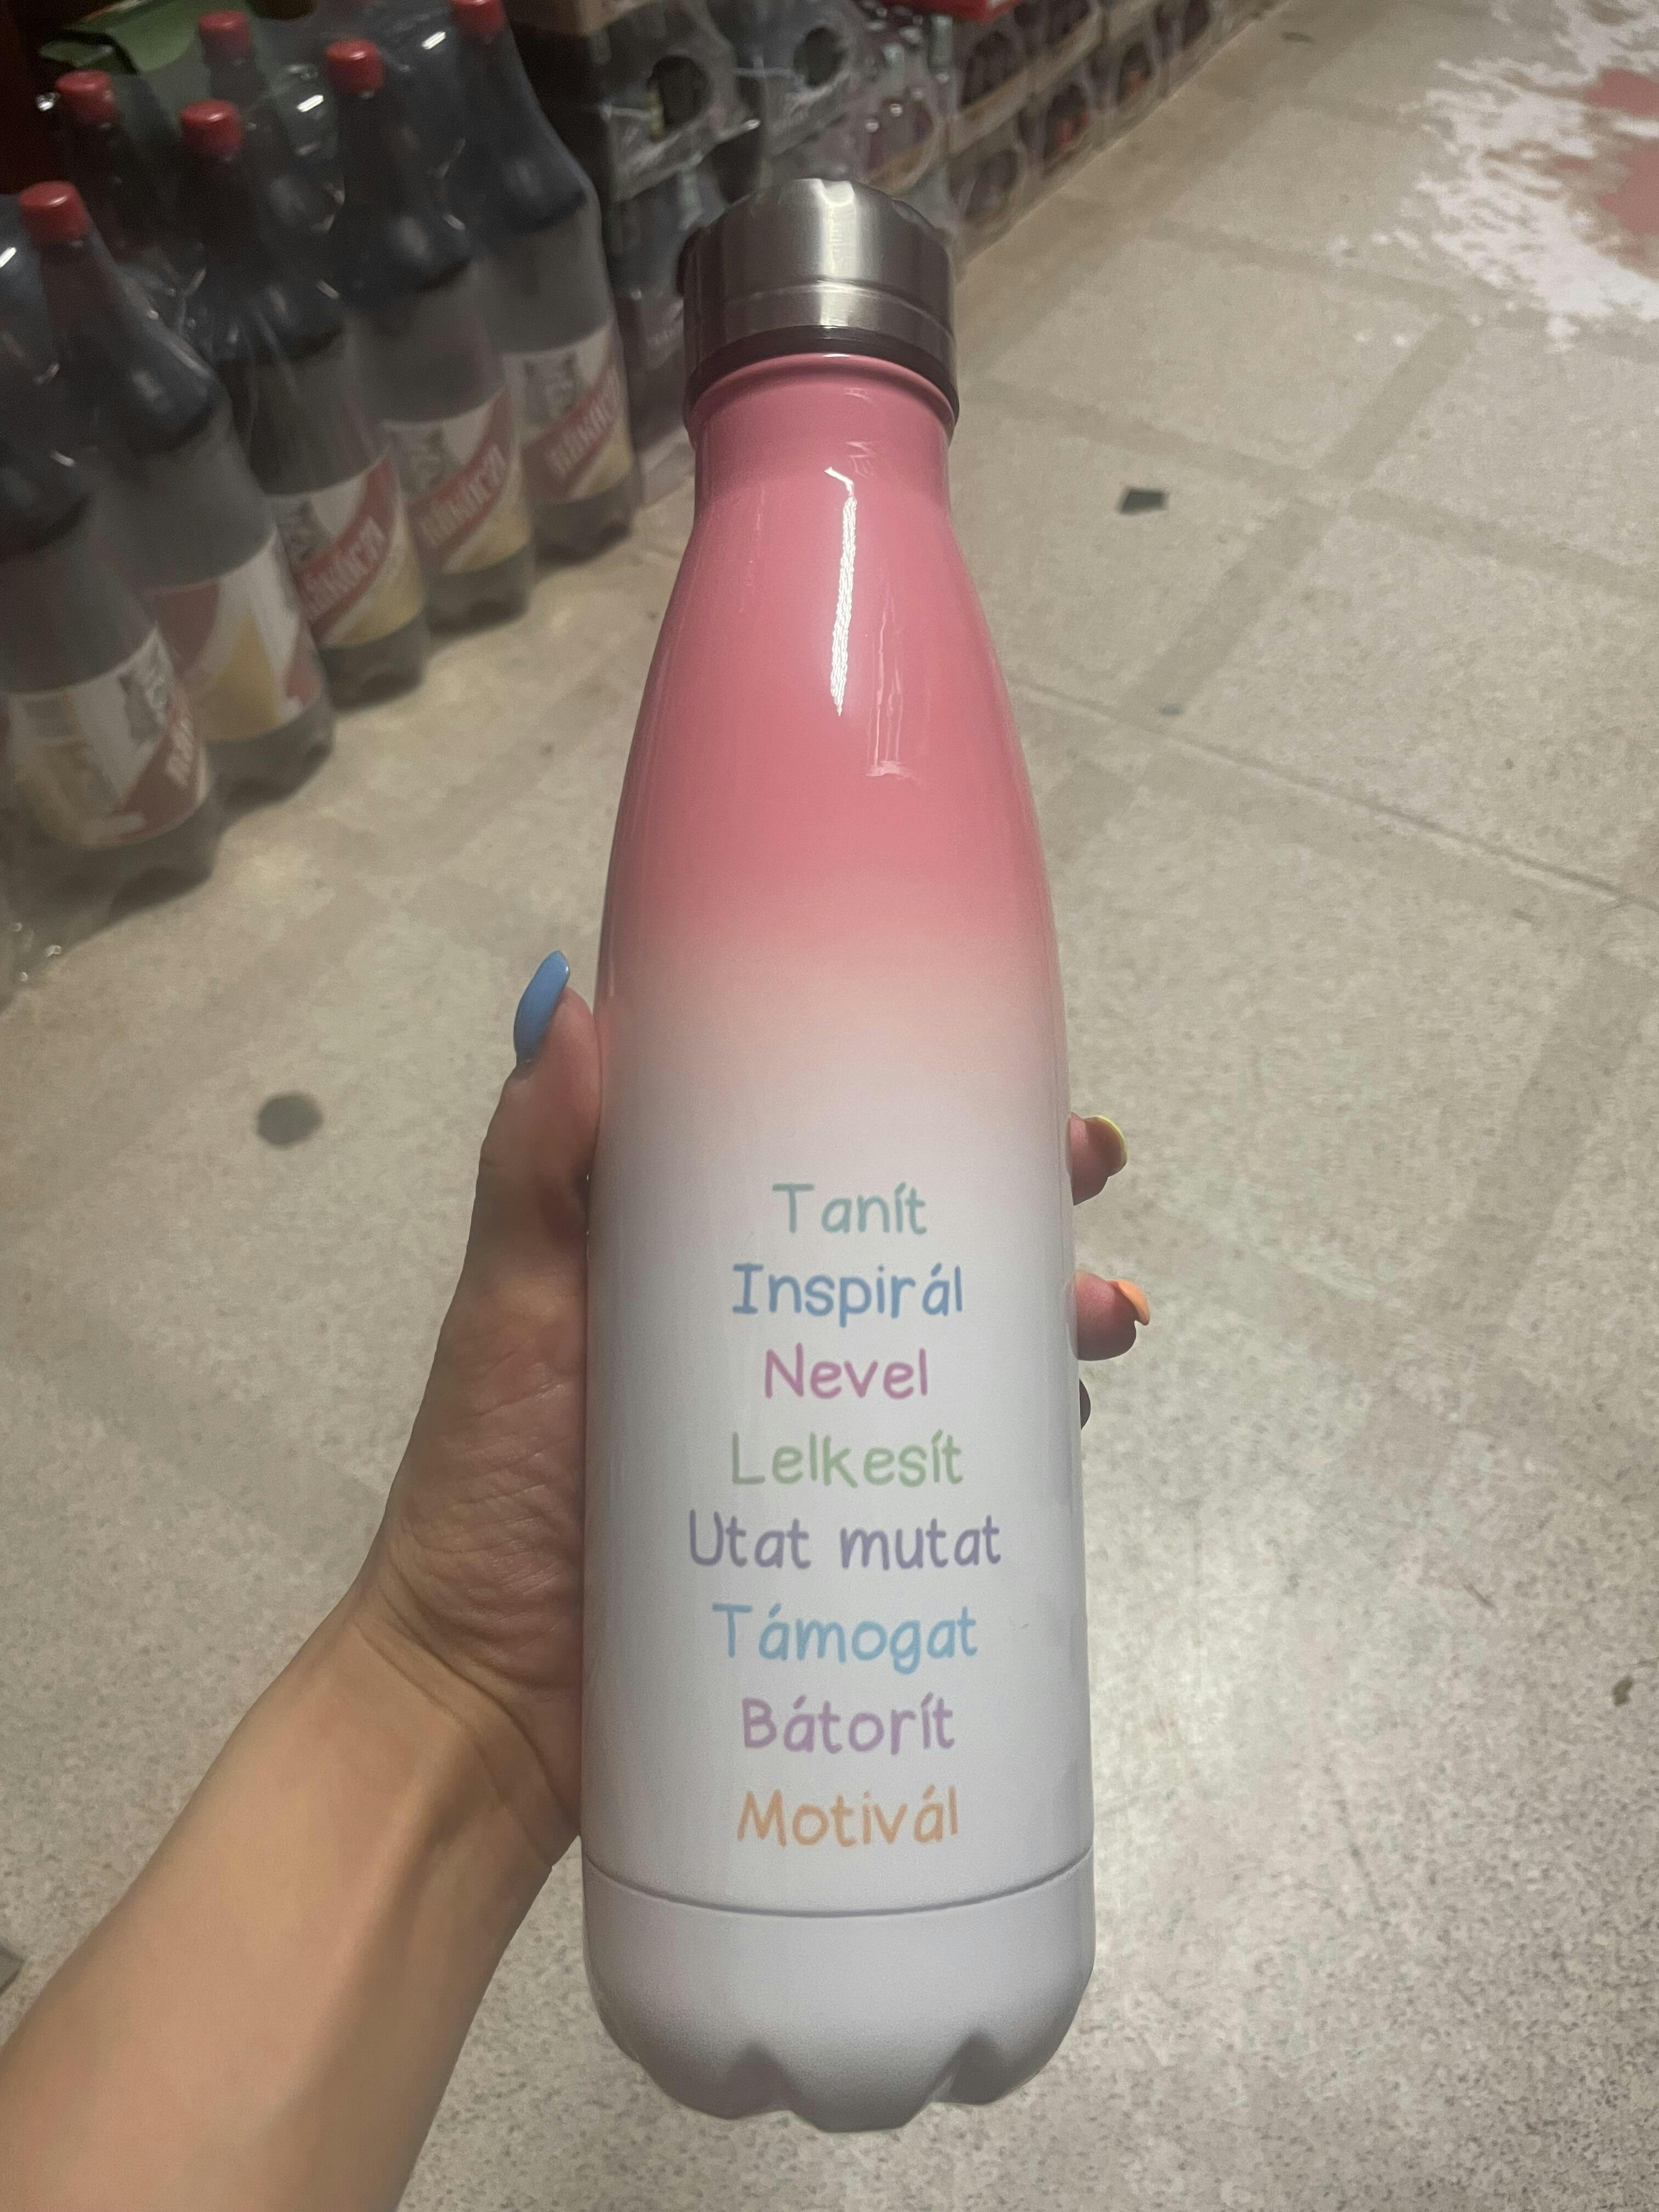 Tanít
Inspirál
Nevel
Lelkesít
Utat mutat
Támogat
Bátorít
Motivál